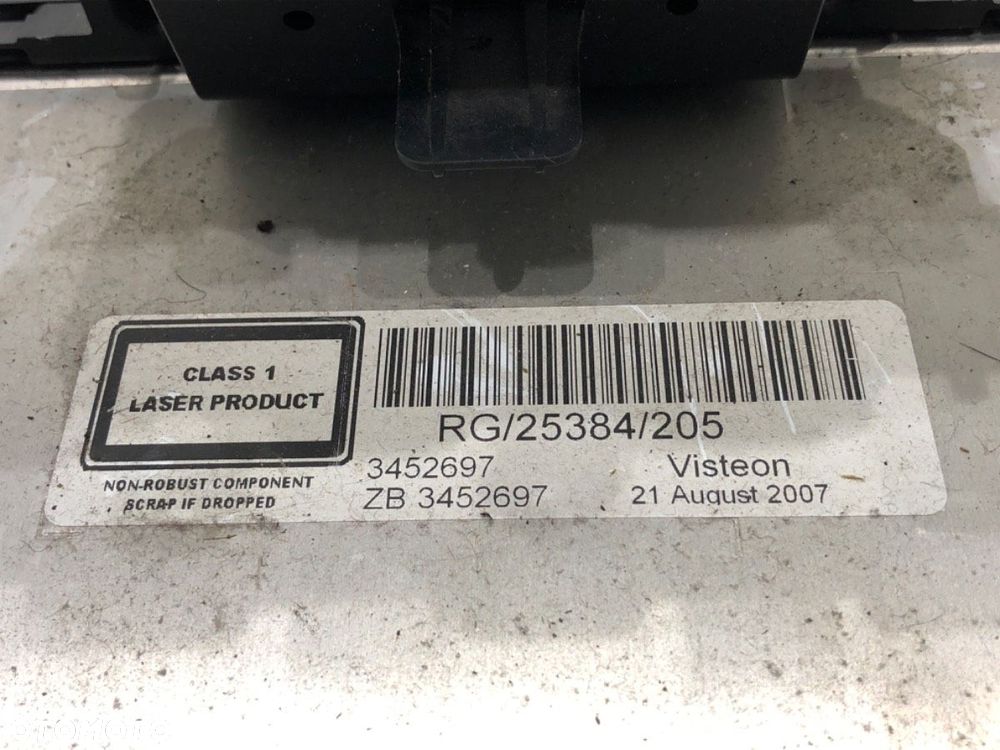 CLASS 1
LASER PRODUCT
NON-ROBUST COMPONENT
SCRAP IF DROPPED
RG/25384/205
3452697
ZB 3452697
Visteon
21 August 2007